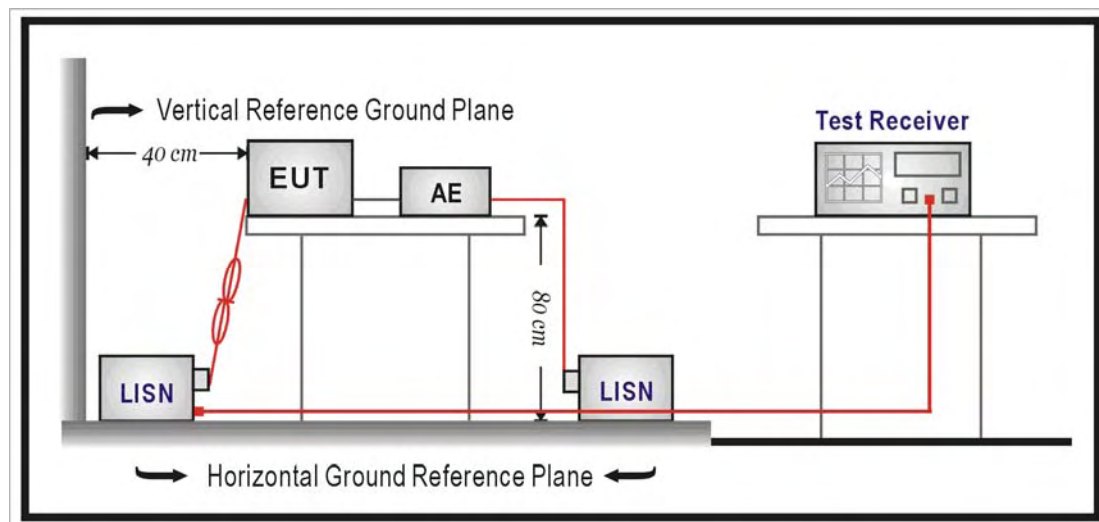 Vertical Reference Ground Plane
Test Receiver
40 cm
EUT
AE
80 cm
LISN
LISN
Horizontal Ground Reference Plane